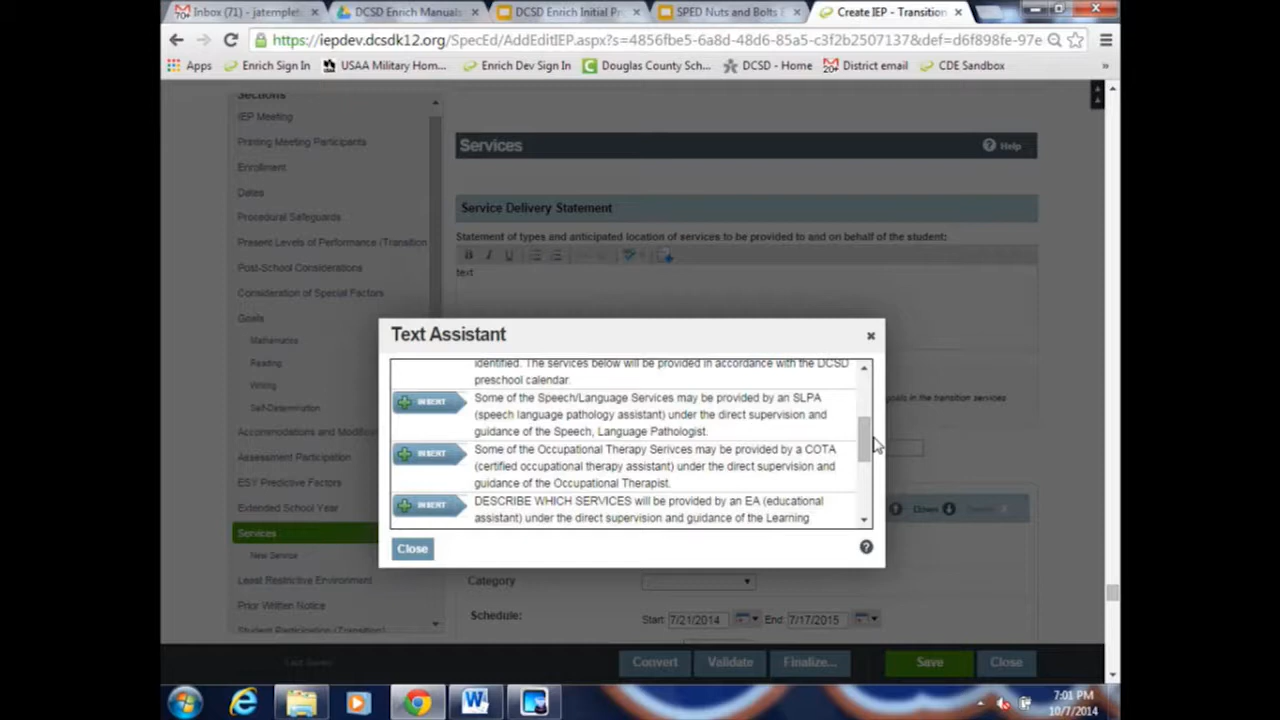 Inbox (71) - jatemplet
DCSD Enrich Manuals
DCSD Enrich Initial Pr
SPED Nuts and Bolts
Create IEP - Transition
https://iepdev.dcsdk12.org/SpecEd/AddEditIEP.aspx?s=4856fbe5-6a8d-48d6-85a5-c3f2b2507137&def=d6f898fe-97e
Apps
Enrich Sign In
USAA Military Hom...
Enrich Dev Sign In
Douglas County Sch...
DCSD - Home
District email
CDE Sandbox
»
Sections
IEP Meeting
Printing Meeting Participants
Enrollment
Dates
Procedural Safeguards
Present Levels of Performance (Transition
Post-School Considerations
Consideration of Special Factors
Goals
Mathematics
Reading
Writing
Self-Determination
Accommodations and Modific
Assessment Participation
ESY Predictive Factors
Extended School Year
Services
New Service
Least Restrictive Environment
Prior Written Notice
Student Participation (Transition)
Services
Help
Service Delivery Statement
Statement of types and anticipated location of services to be provided to and on behalf of the student:
B I U
text
Text Assistant
identified. The services below will be provided in accordance with the DCSD
preschool calendar.
INSERT
Some of the Speech/Language Services may be provided by an SLPA
(speech language pathology assistant) under the direct supervision and
guidance of the Speech, Language Pathologist.
INSERT
Some of the Occupational Therapy Serivces may be provided by a COTA
(certified occupational therapy assistant) under the direct supervision and
guidance of the Occupational Therapist.
INSERT
DESCRIBE WHICH SERVICES will be provided by an EA (educational
assistant) under the direct supervision and guidance of the Learning
Close
goals in the transition services
Down
Category
Schedule:
Start: 7/21/2014 End: 7/17/2015
Convert
Validate
Finalize...
Save
Close
7:01 PM
10/7/2014